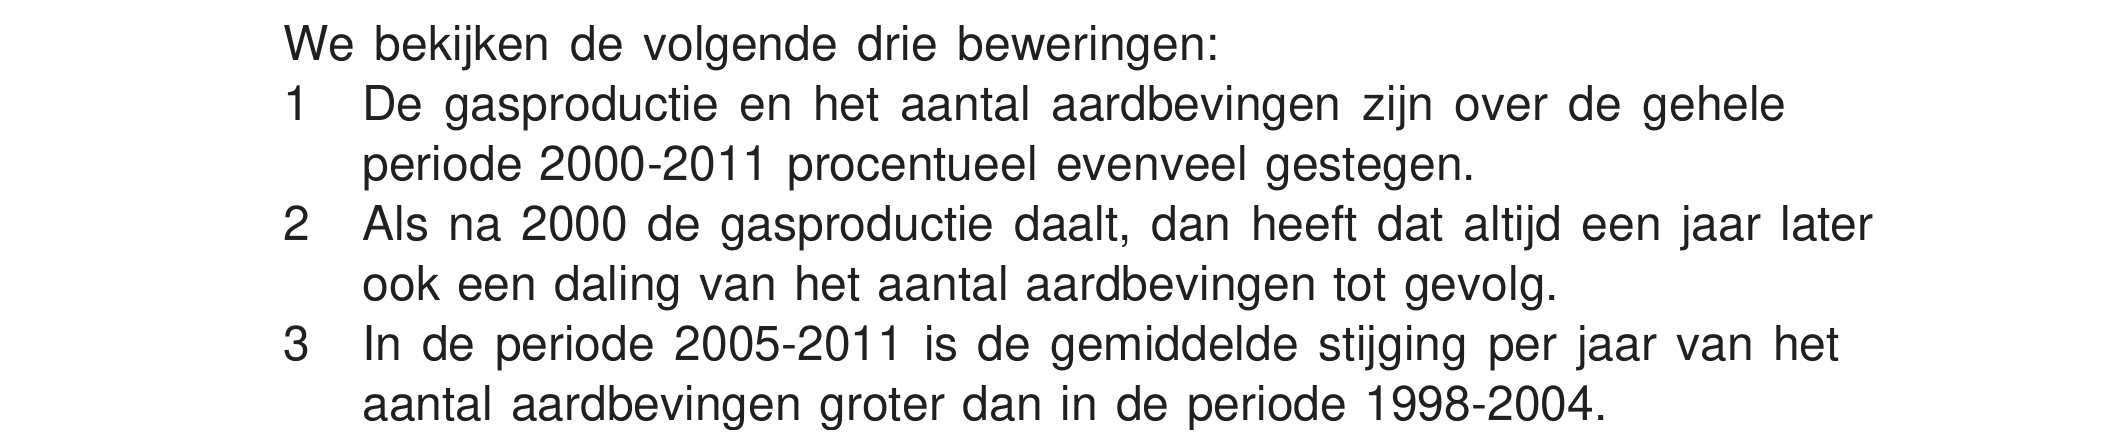 We bekijken de volgende drie beweringen:
1 De gasproductie en het aantal aardbevingen zijn over de gehele
periode 2000-2011 procentueel evenveel gestegen.
2 Als na 2000 de gasproductie daalt, dan heeft dat altijd een jaar later
ook een daling van het aantal aardbevingen tot gevolg.
3 In de periode 2005-2011 is de gemiddelde stijging per jaar van het
aantal aardbevingen groter dan in de periode 1998-2004.